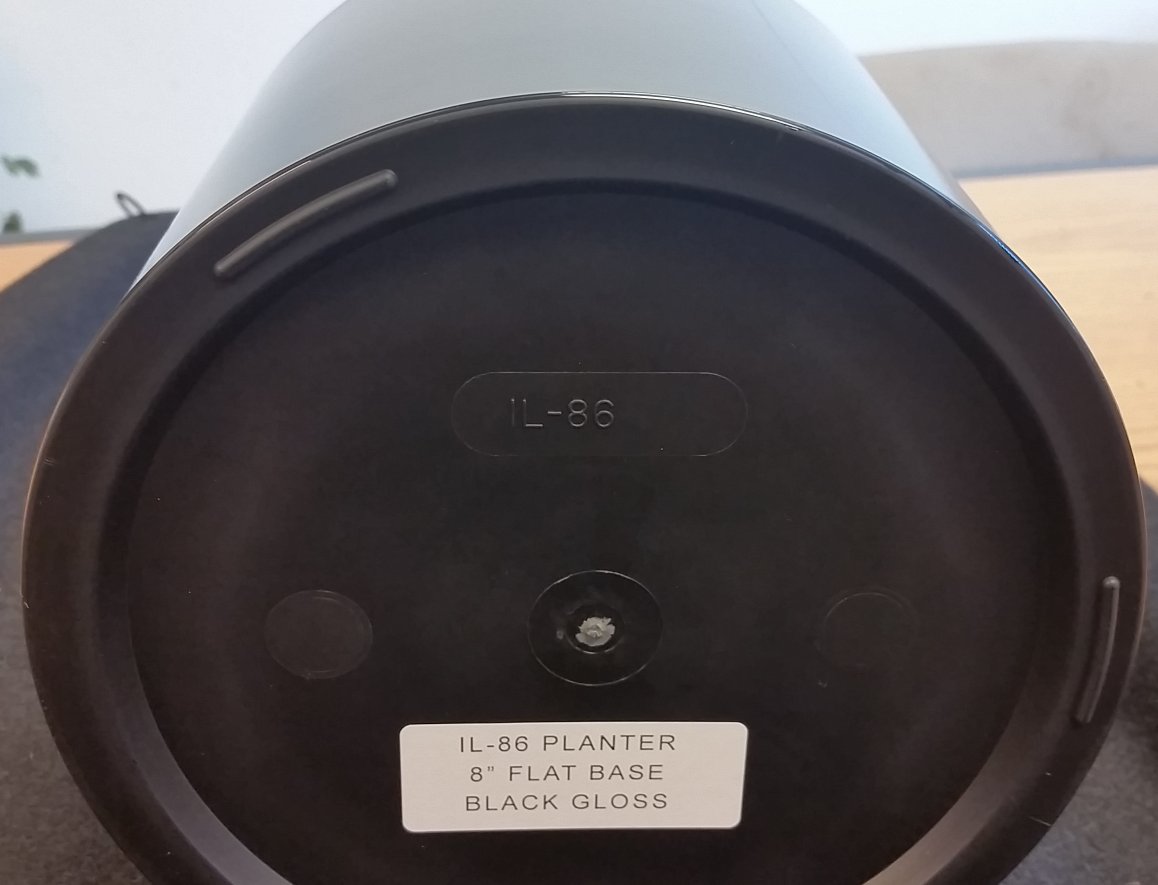 IL-86
IL-86 PLANTER
8" FLAT BASE
BLACK GLOSS